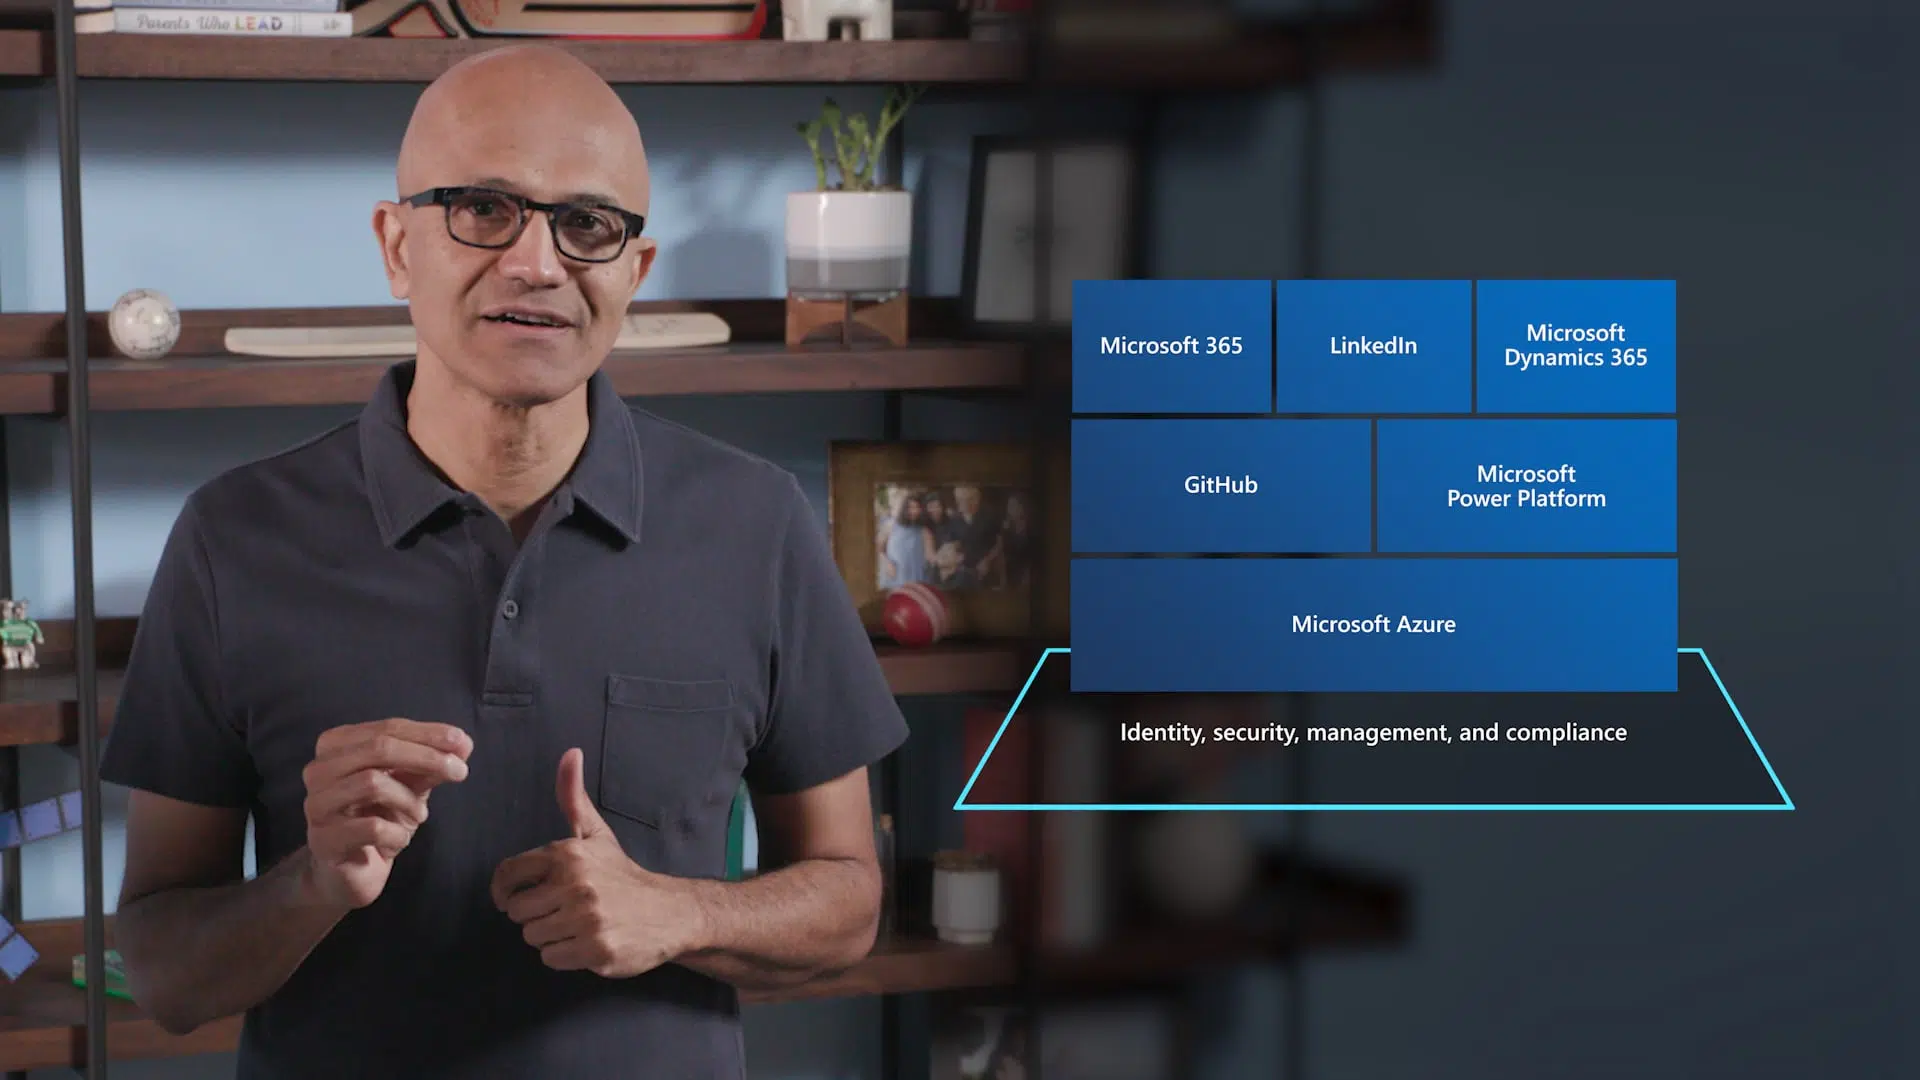 Parents Who LEAD
Microsoft 365
LinkedIn
Microsoft
Dynamics 365
GitHub
Microsoft
Power Platform
Microsoft Azure
Identity, security, management, and compliance